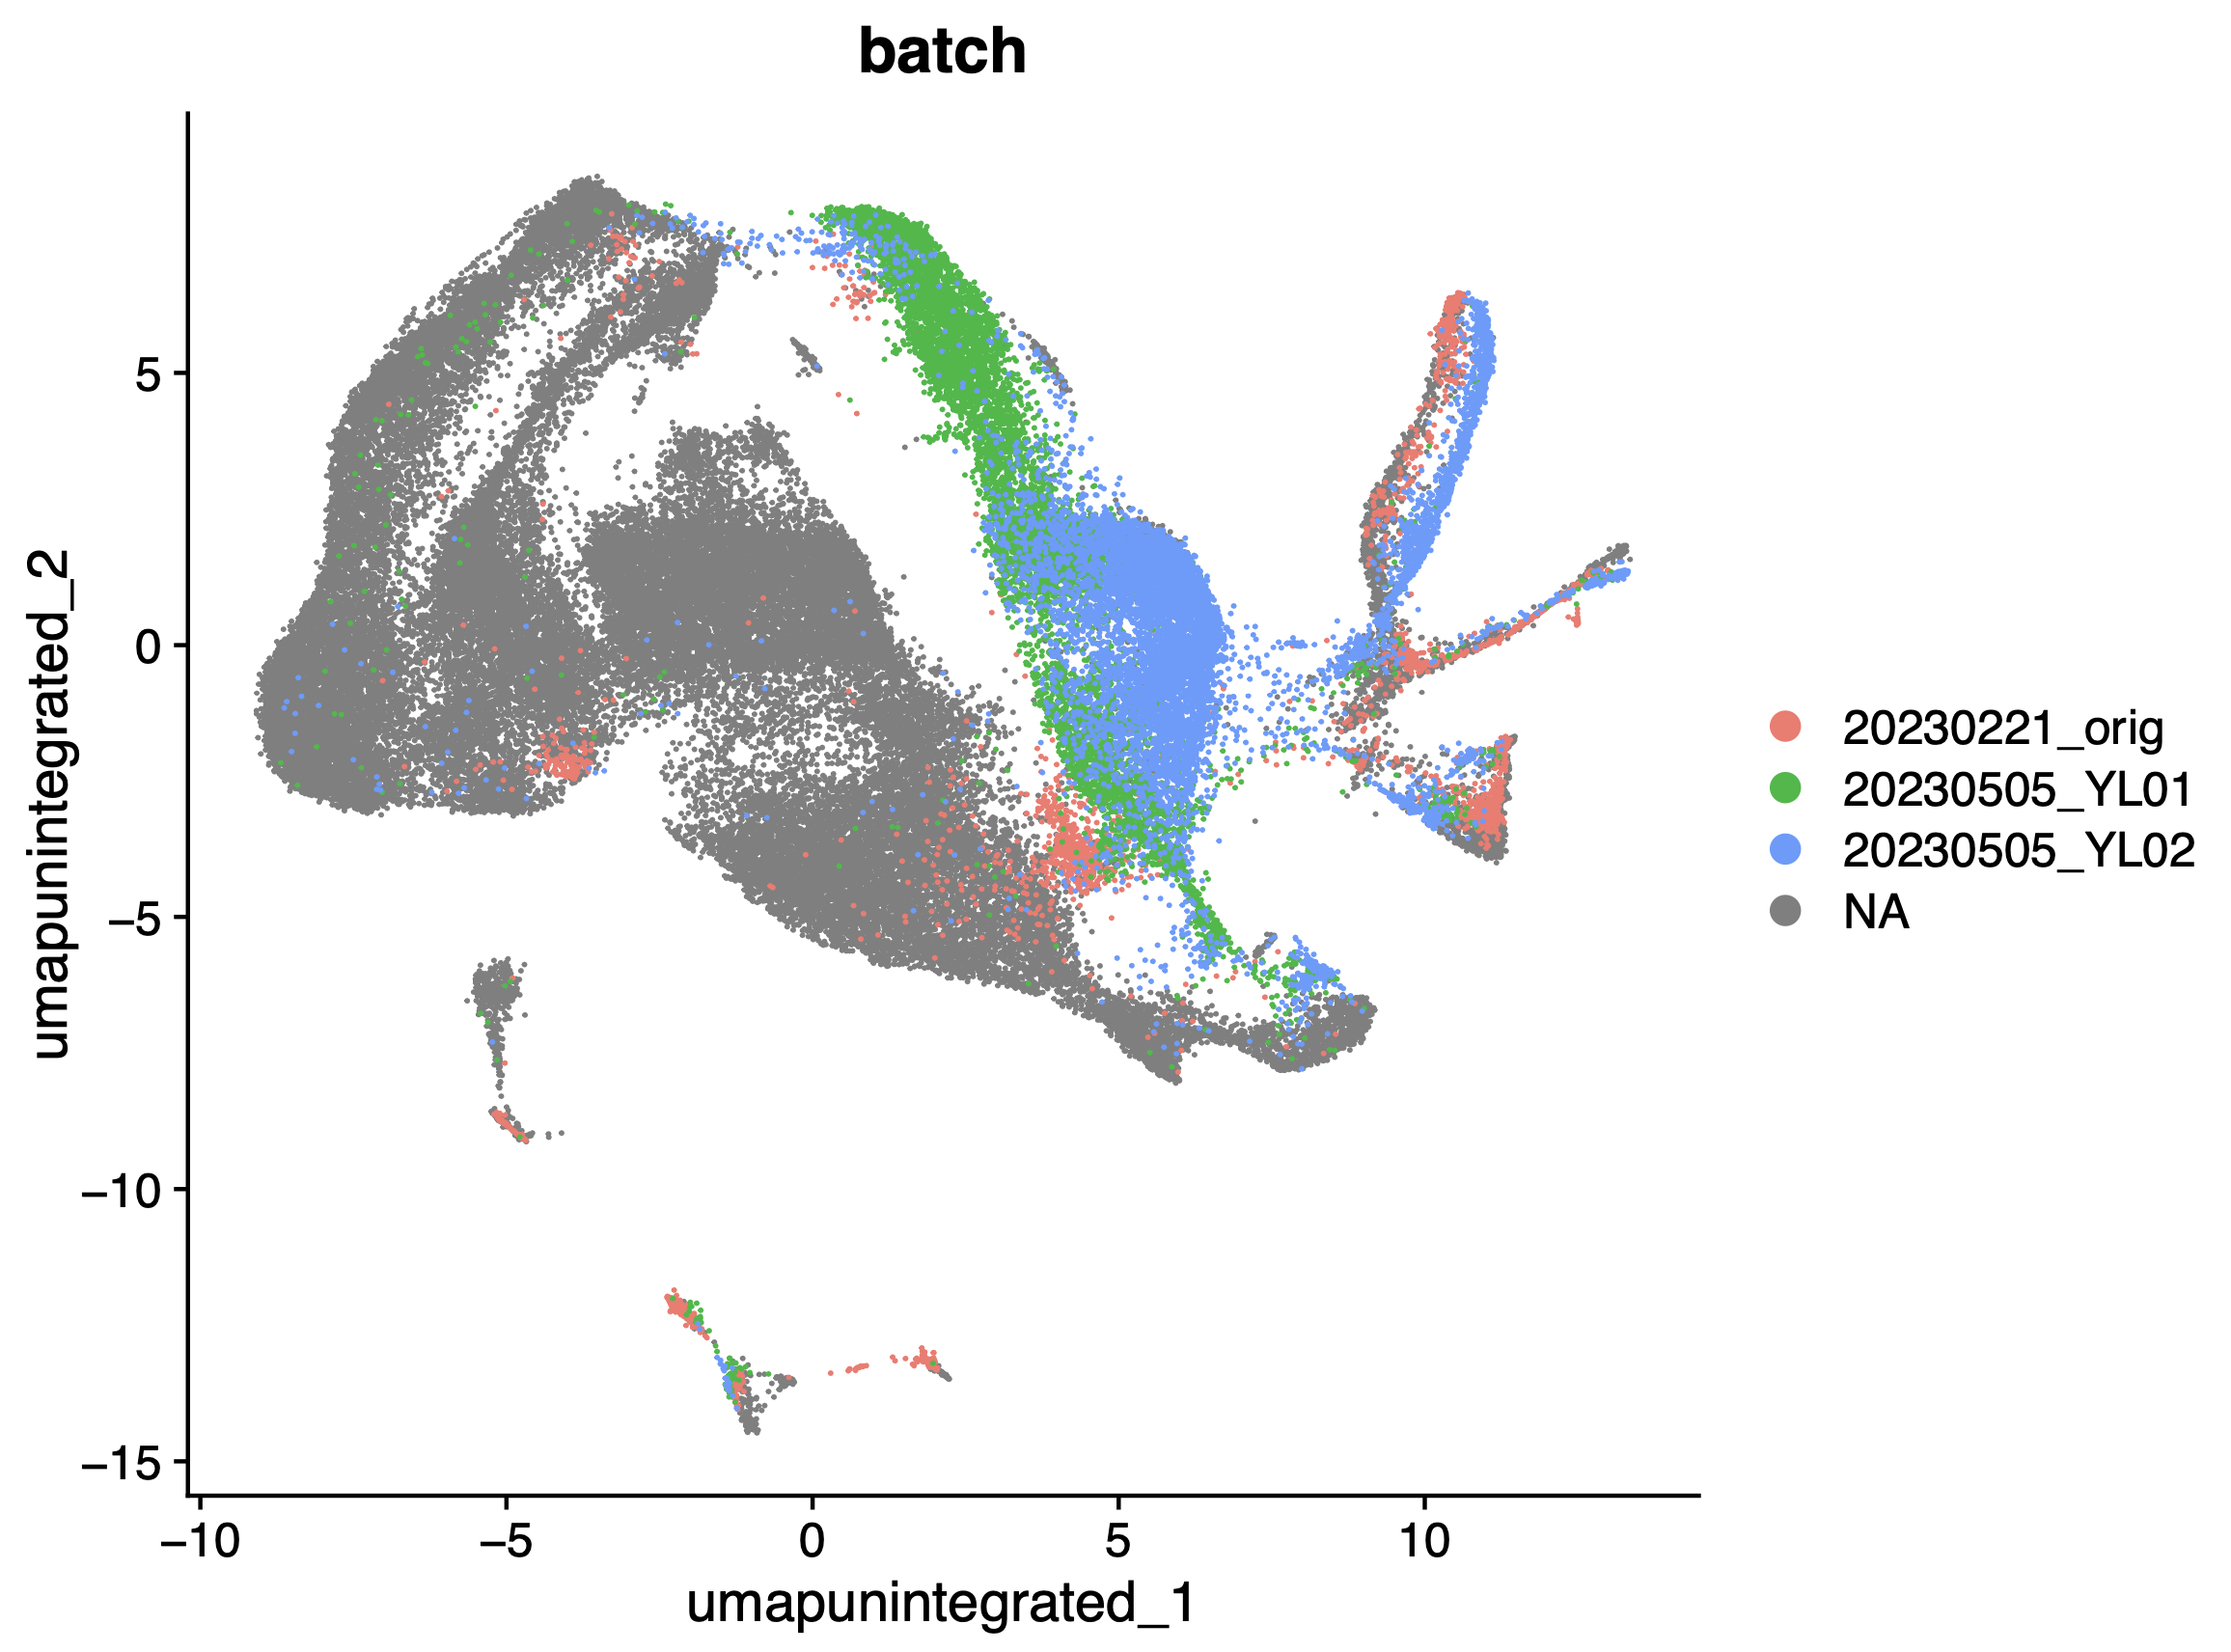 batch
umapunintegrated_2
5
0
−5
−10
−15
−10
−5
0
5
10
umapunintegrated_1
20230221_orig
20230505_YL01
20230505_YL02
NA